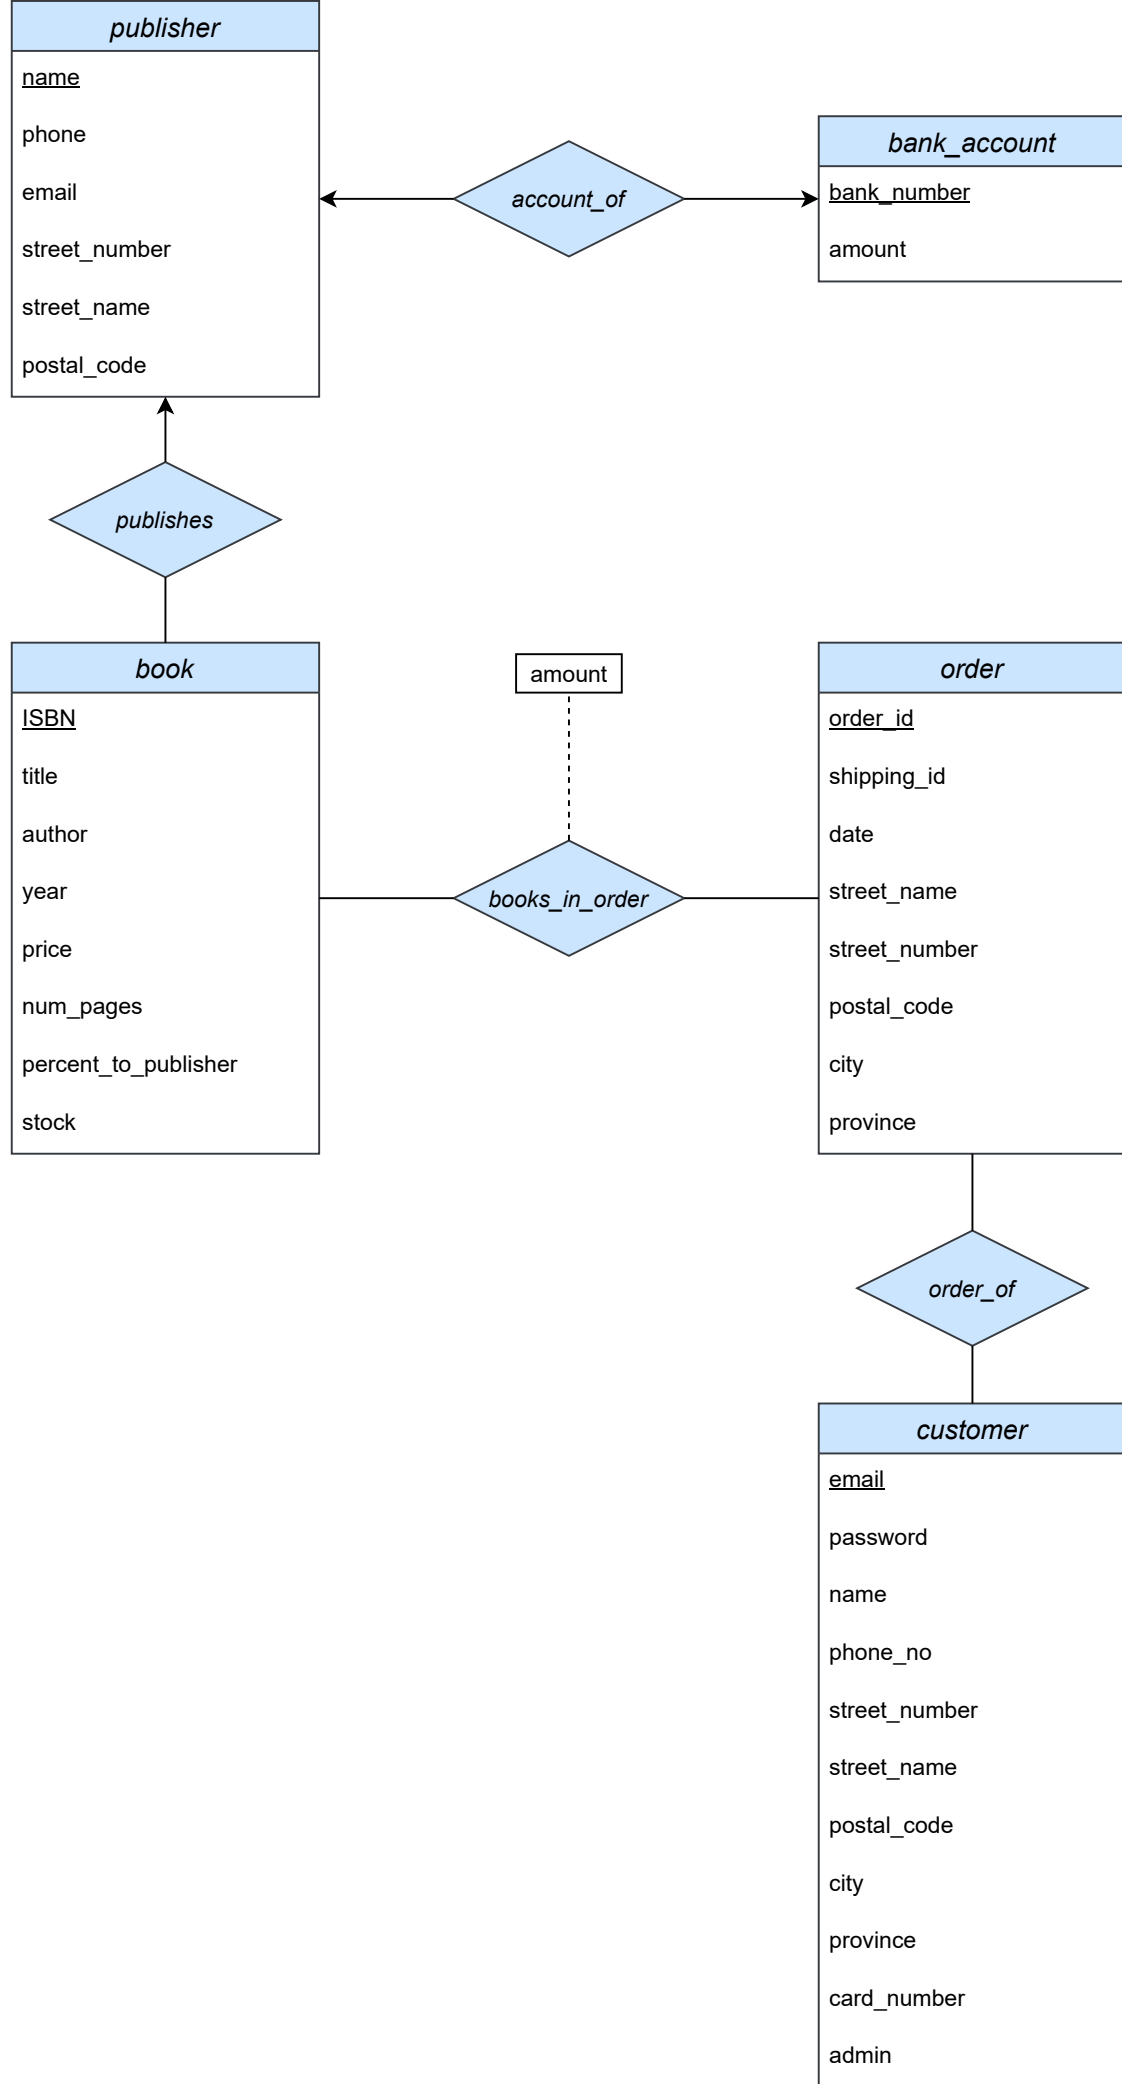 publisher
name
phone
email
street_number
street_name
postal_code
account_of
bank_account
bank_number
amount
publishes
book
ISBN
title
author
year
price
num_pages
percent_to_publisher
stock
amount
books_in_order
order
order_id
shipping_id
date
street_name
street_number
postal_code
city
province
order_of
customer
email
password
name
phone_no
street_number
street_name
postal_code
city
province
card_number
admin